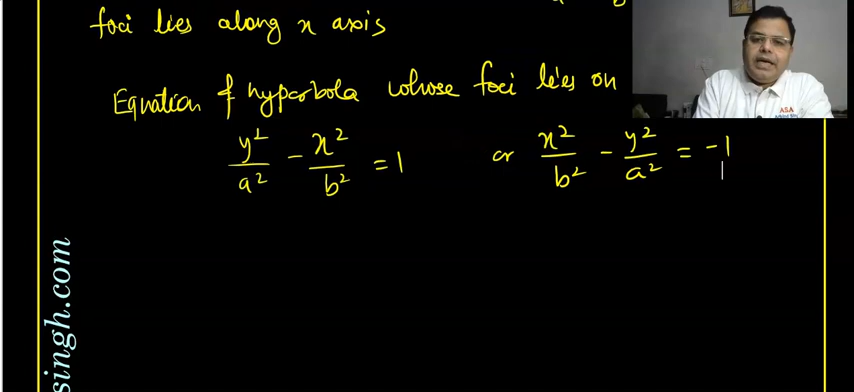 foci lies along x axis
Equation of hyperbola whose foci lies on
y²/a² - x²/b² = 1 or x²/b² - y²/a² = -1
ASA
singh.com